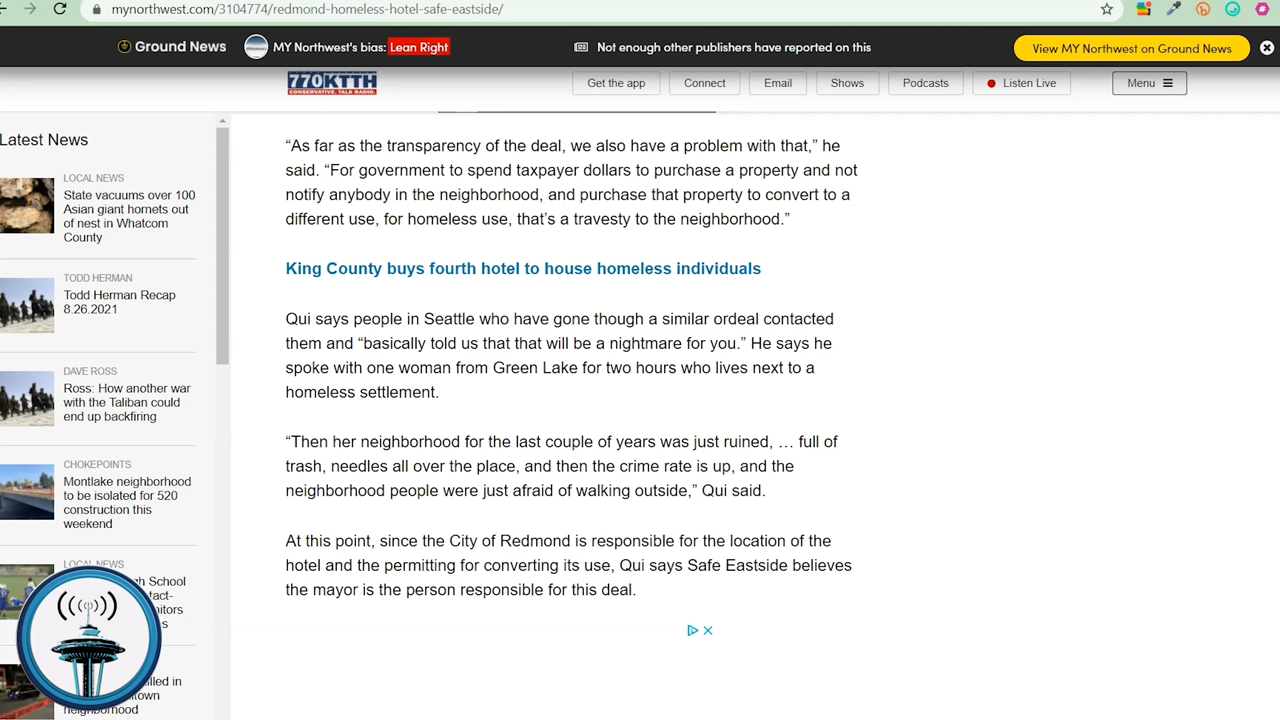 mynorthwest.com/3104774/redmond-homeless-hotel-safe-eastside/
Ground News
MY Northwest's bias: Lean Right
Not enough other publishers have reported on this
View MY Northwest on Ground News
770KTTH
CONSERVATIVE. TALK RADIO.
Get the app
Connect
Email
Shows
Podcasts
Listen Live
Menu
Latest News
LOCAL NEWS
State vacuums over 100
Asian giant hornets out
of nest in Whatcom
County
TODD HERMAN
Todd Herman Recap
8.26.2021
DAVE ROSS
Ross: How another war
with the Taliban could
end up backfiring
CHOKEPOINTS
Montlake neighborhood
to be isolated for 520
construction this
weekend
LOCAL NEWS
h School
tact-
nitors
s
illed in
town
neighborhood
“As far as the transparency of the deal, we also have a problem with that,” he
said. “For government to spend taxpayer dollars to purchase a property and not
notify anybody in the neighborhood, and purchase that property to convert to a
different use, for homeless use, that’s a travesty to the neighborhood.”
King County buys fourth hotel to house homeless individuals
Qui says people in Seattle who have gone though a similar ordeal contacted
them and “basically told us that that will be a nightmare for you.” He says he
spoke with one woman from Green Lake for two hours who lives next to a
homeless settlement.
“Then her neighborhood for the last couple of years was just ruined, … full of
trash, needles all over the place, and then the crime rate is up, and the
neighborhood people were just afraid of walking outside,” Qui said.
At this point, since the City of Redmond is responsible for the location of the
hotel and the permitting for converting its use, Qui says Safe Eastside believes
the mayor is the person responsible for this deal.